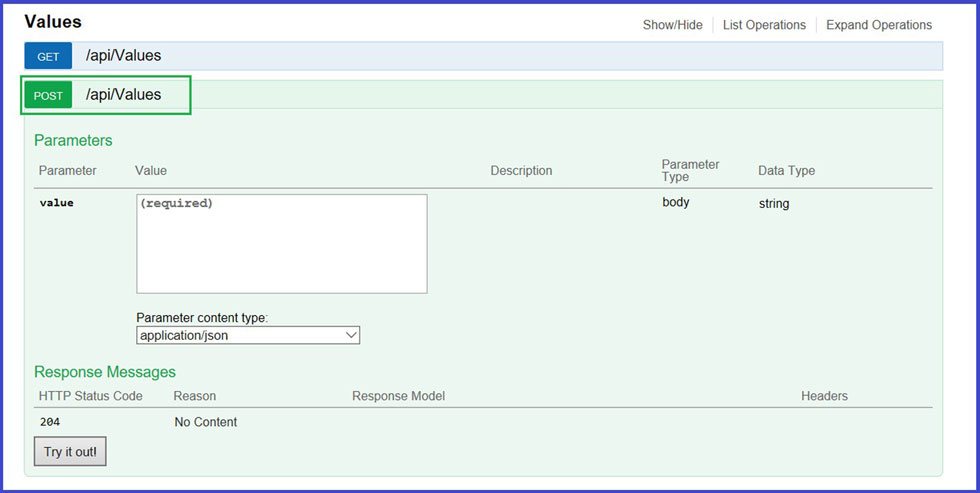 Values
Show/Hide List Operations Expand Operations
GET /api/Values
POST /api/Values
Parameters
Parameter Value Description Parameter Type Data Type
value (required) body string
Parameter content type:
application/json
Response Messages
HTTP Status Code Reason Response Model Headers
204 No Content
Try it out!